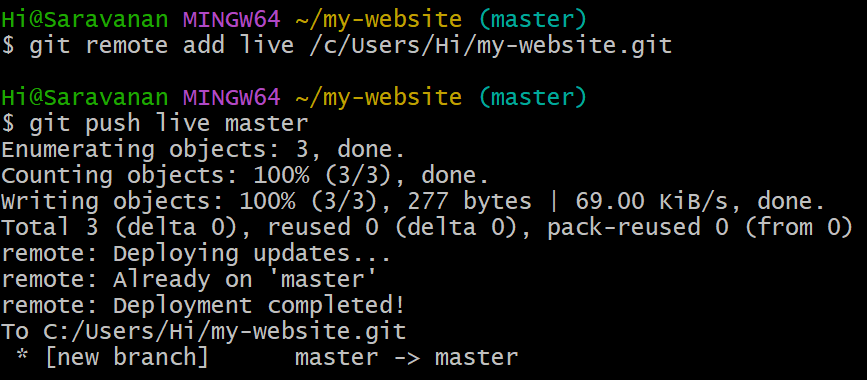 Hi@Saravanan MINGW64 ~/my-website (master)
$ git remote add live /c/Users/Hi/my-website.git
Hi@Saravanan MINGW64 ~/my-website (master)
$ git push live master
Enumerating objects: 3, done.
Counting objects: 100% (3/3), done.
Writing objects: 100% (3/3), 277 bytes | 69.00 KiB/s, done.
Total 3 (delta 0), reused 0 (delta 0), pack-reused 0 (from 0)
remote: Deploying updates...
remote: Already on 'master'
remote: Deployment completed!
To C:/Users/Hi/my-website.git
 * [new branch]      master -> master